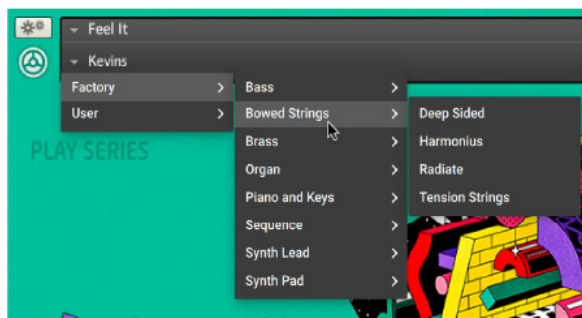 Feel It
Kevins
Factory
User
PLAY SERIES
Bass
Bowed Strings
Brass
Organ
Piano and Keys
Sequence
Synth Lead
Synth Pad
Deep Sided
Harmonius
Radiate
Tension Strings